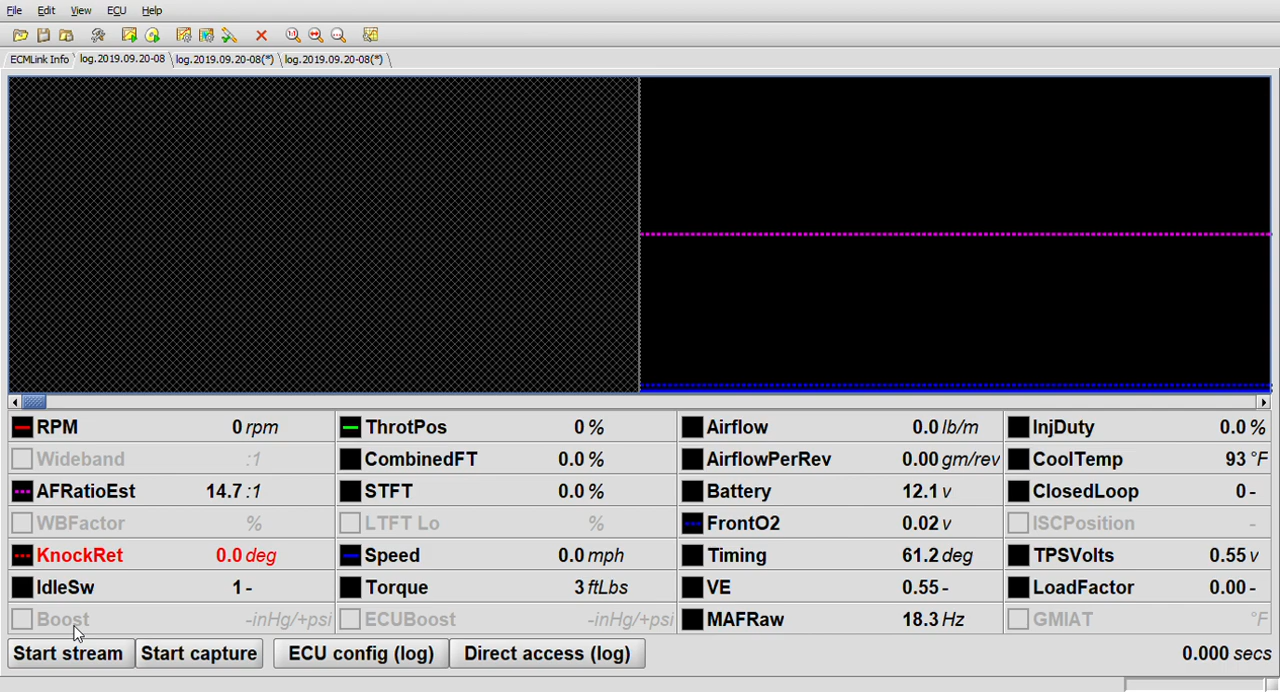 File Edit View ECU Help
ECMLink Info log.2019.09.20-08 log.2019.09.20-08(*) log.2019.09.20-08(*)
RPM 0 rpm ThrotPos 0 % Airflow 0.0 lb/m InjDuty 0.0 %
Wideband :1 CombinedFT 0.0 % AirflowPerRev 0.00 gm/rev CoolTemp 93 °F
AFRatioEst 14.7 :1 STFT 0.0 % Battery 12.1 v ClosedLoop 0 -
WBFactor % LTFT Lo % FrontO2 0.02 v ISCPosition -
KnockRet 0.0 deg Speed 0.0 mph Timing 61.2 deg TPSVolts 0.55 v
IdleSw 1 - Torque 3 ftLbs VE 0.55 - LoadFactor 0.00 -
Boost -inHg/+psi ECUBoost -inHg/+psi MAFRaw 18.3 Hz GMIAT °F
Start stream Start capture ECU config (log) Direct access (log) 0.000 secs